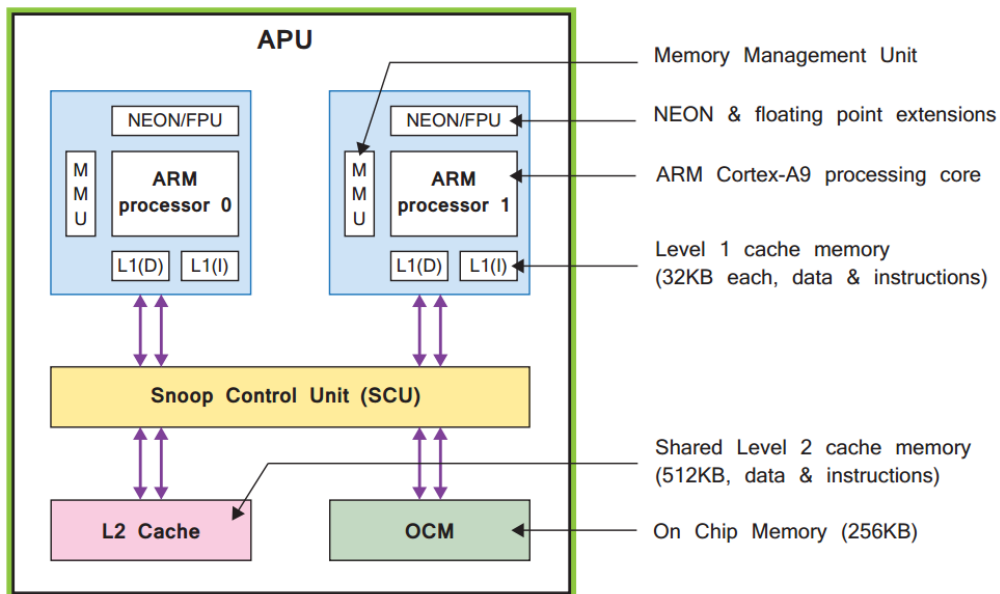 APU
NEON/FPU
M
M
U
ARM
processor 0
L1(D)
L1(I)
NEON/FPU
M
M
U
ARM
processor 1
L1(D)
L1(I)
Snoop Control Unit (SCU)
L2 Cache
OCM
Memory Management Unit
NEON & floating point extensions
ARM Cortex-A9 processing core
Level 1 cache memory
(32KB each, data & instructions)
Shared Level 2 cache memory
(512KB, data & instructions)
On Chip Memory (256KB)